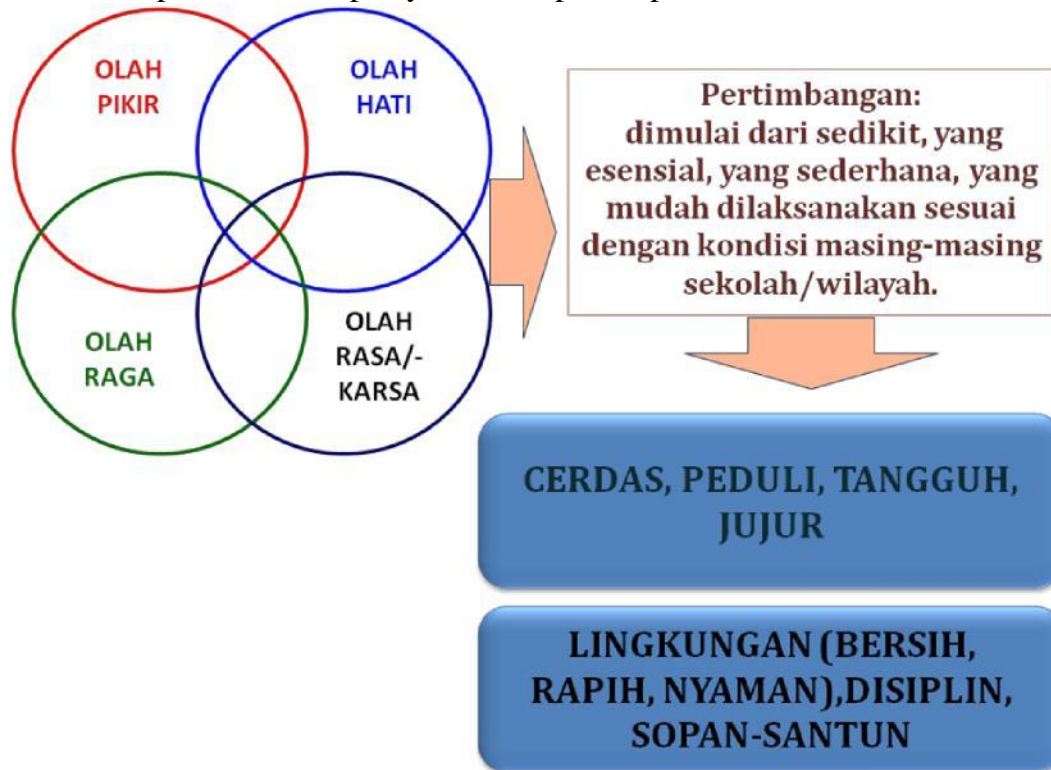 OLAH
PIKIR
OLAH
HATI
OLAH
RAGA
OLAH
RASA/-
KARSA
Pertimbangan:
dimulai dari sedikit, yang
esensial, yang sederhana, yang
mudah dilaksanakan sesuai
dengan kondisi masing-masing
sekolah/wilayah.
CERDAS, PEDULI, TANGGUH,
JUJUR
LINGKUNGAN (BERSIH,
RAPIH, NYAMAN),DISIPLIN,
SOPAN-SANTUN